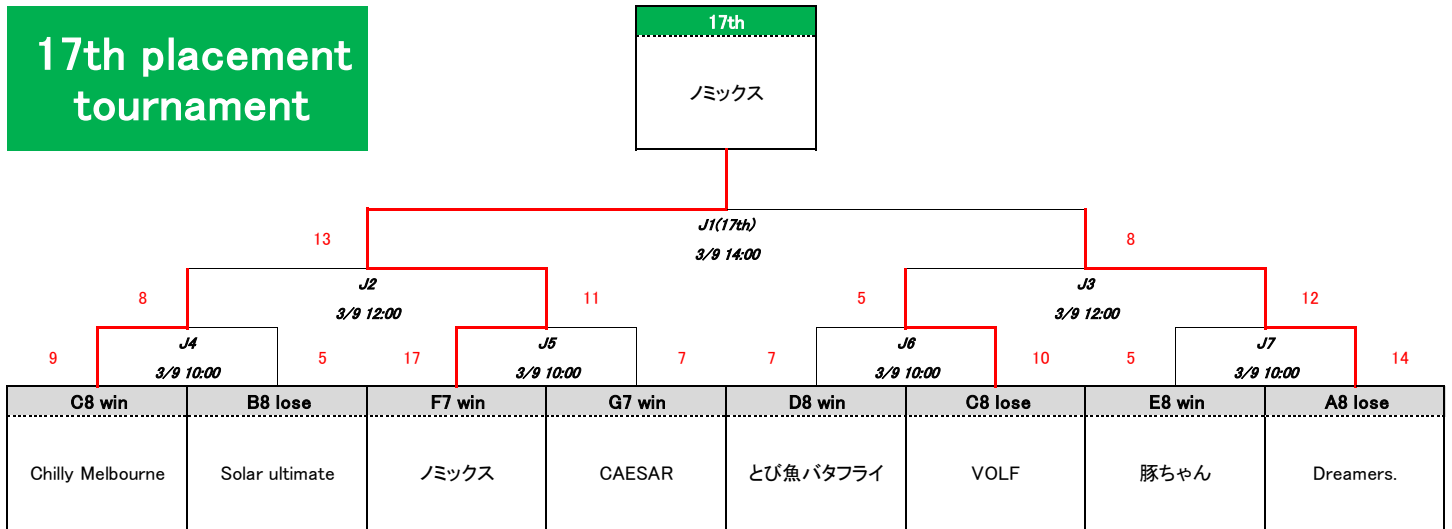 17th placement
tournament
17th
ノミックス
J1(17th)
13
8
3/9 14:00
J2
J3
8
11
5
12
3/9 12:00
3/9 12:00
J4
J5
J6
J7
9
5
17
7
7
10
5
14
3/9 10:00
3/9 10:00
3/9 10:00
3/9 10:00
C8 win
B8 lose
F7 win
G7 win
D8 win
C8 lose
E8 win
A8 lose
Chilly Melbourne
Solar ultimate
ノミックス
CAESAR
とび魚バタフライ
VOLF
豚ちゃん
Dreamers.